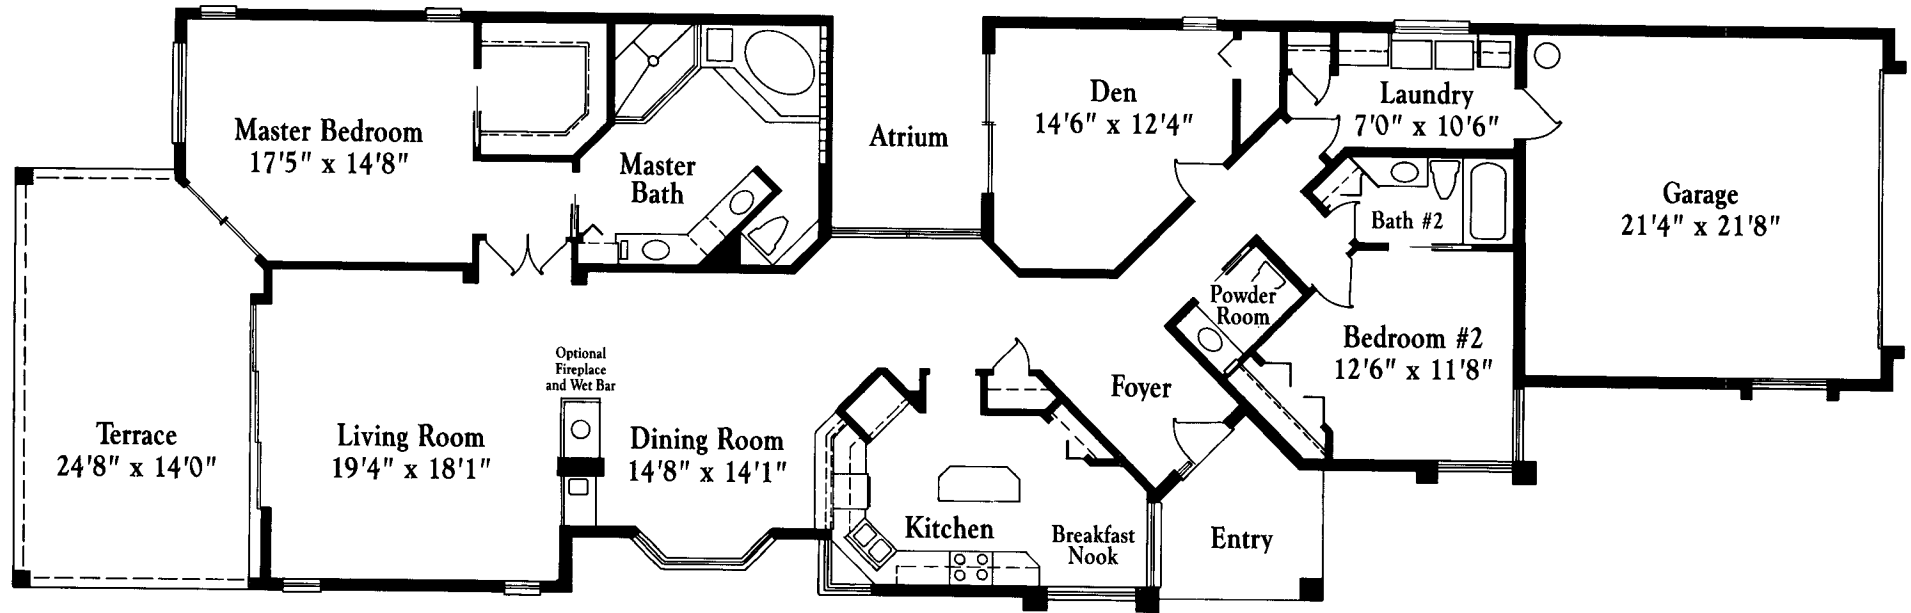 Master Bedroom
17'5" x 14'8"
Master
Bath
Atrium
Den
14'6" x 12'4"
Laundry
7'0" x 10'6"
Bath #2
Garage
21'4" x 21'8"
Powder
Room
Bedroom #2
12'6" x 11'8"
Optional
Fireplace
and Wet Bar
Foyer
Terrace
24'8" x 14'0"
Living Room
19'4" x 18'1"
Dining Room
14'8" x 14'1"
Kitchen
Breakfast
Nook
Entry